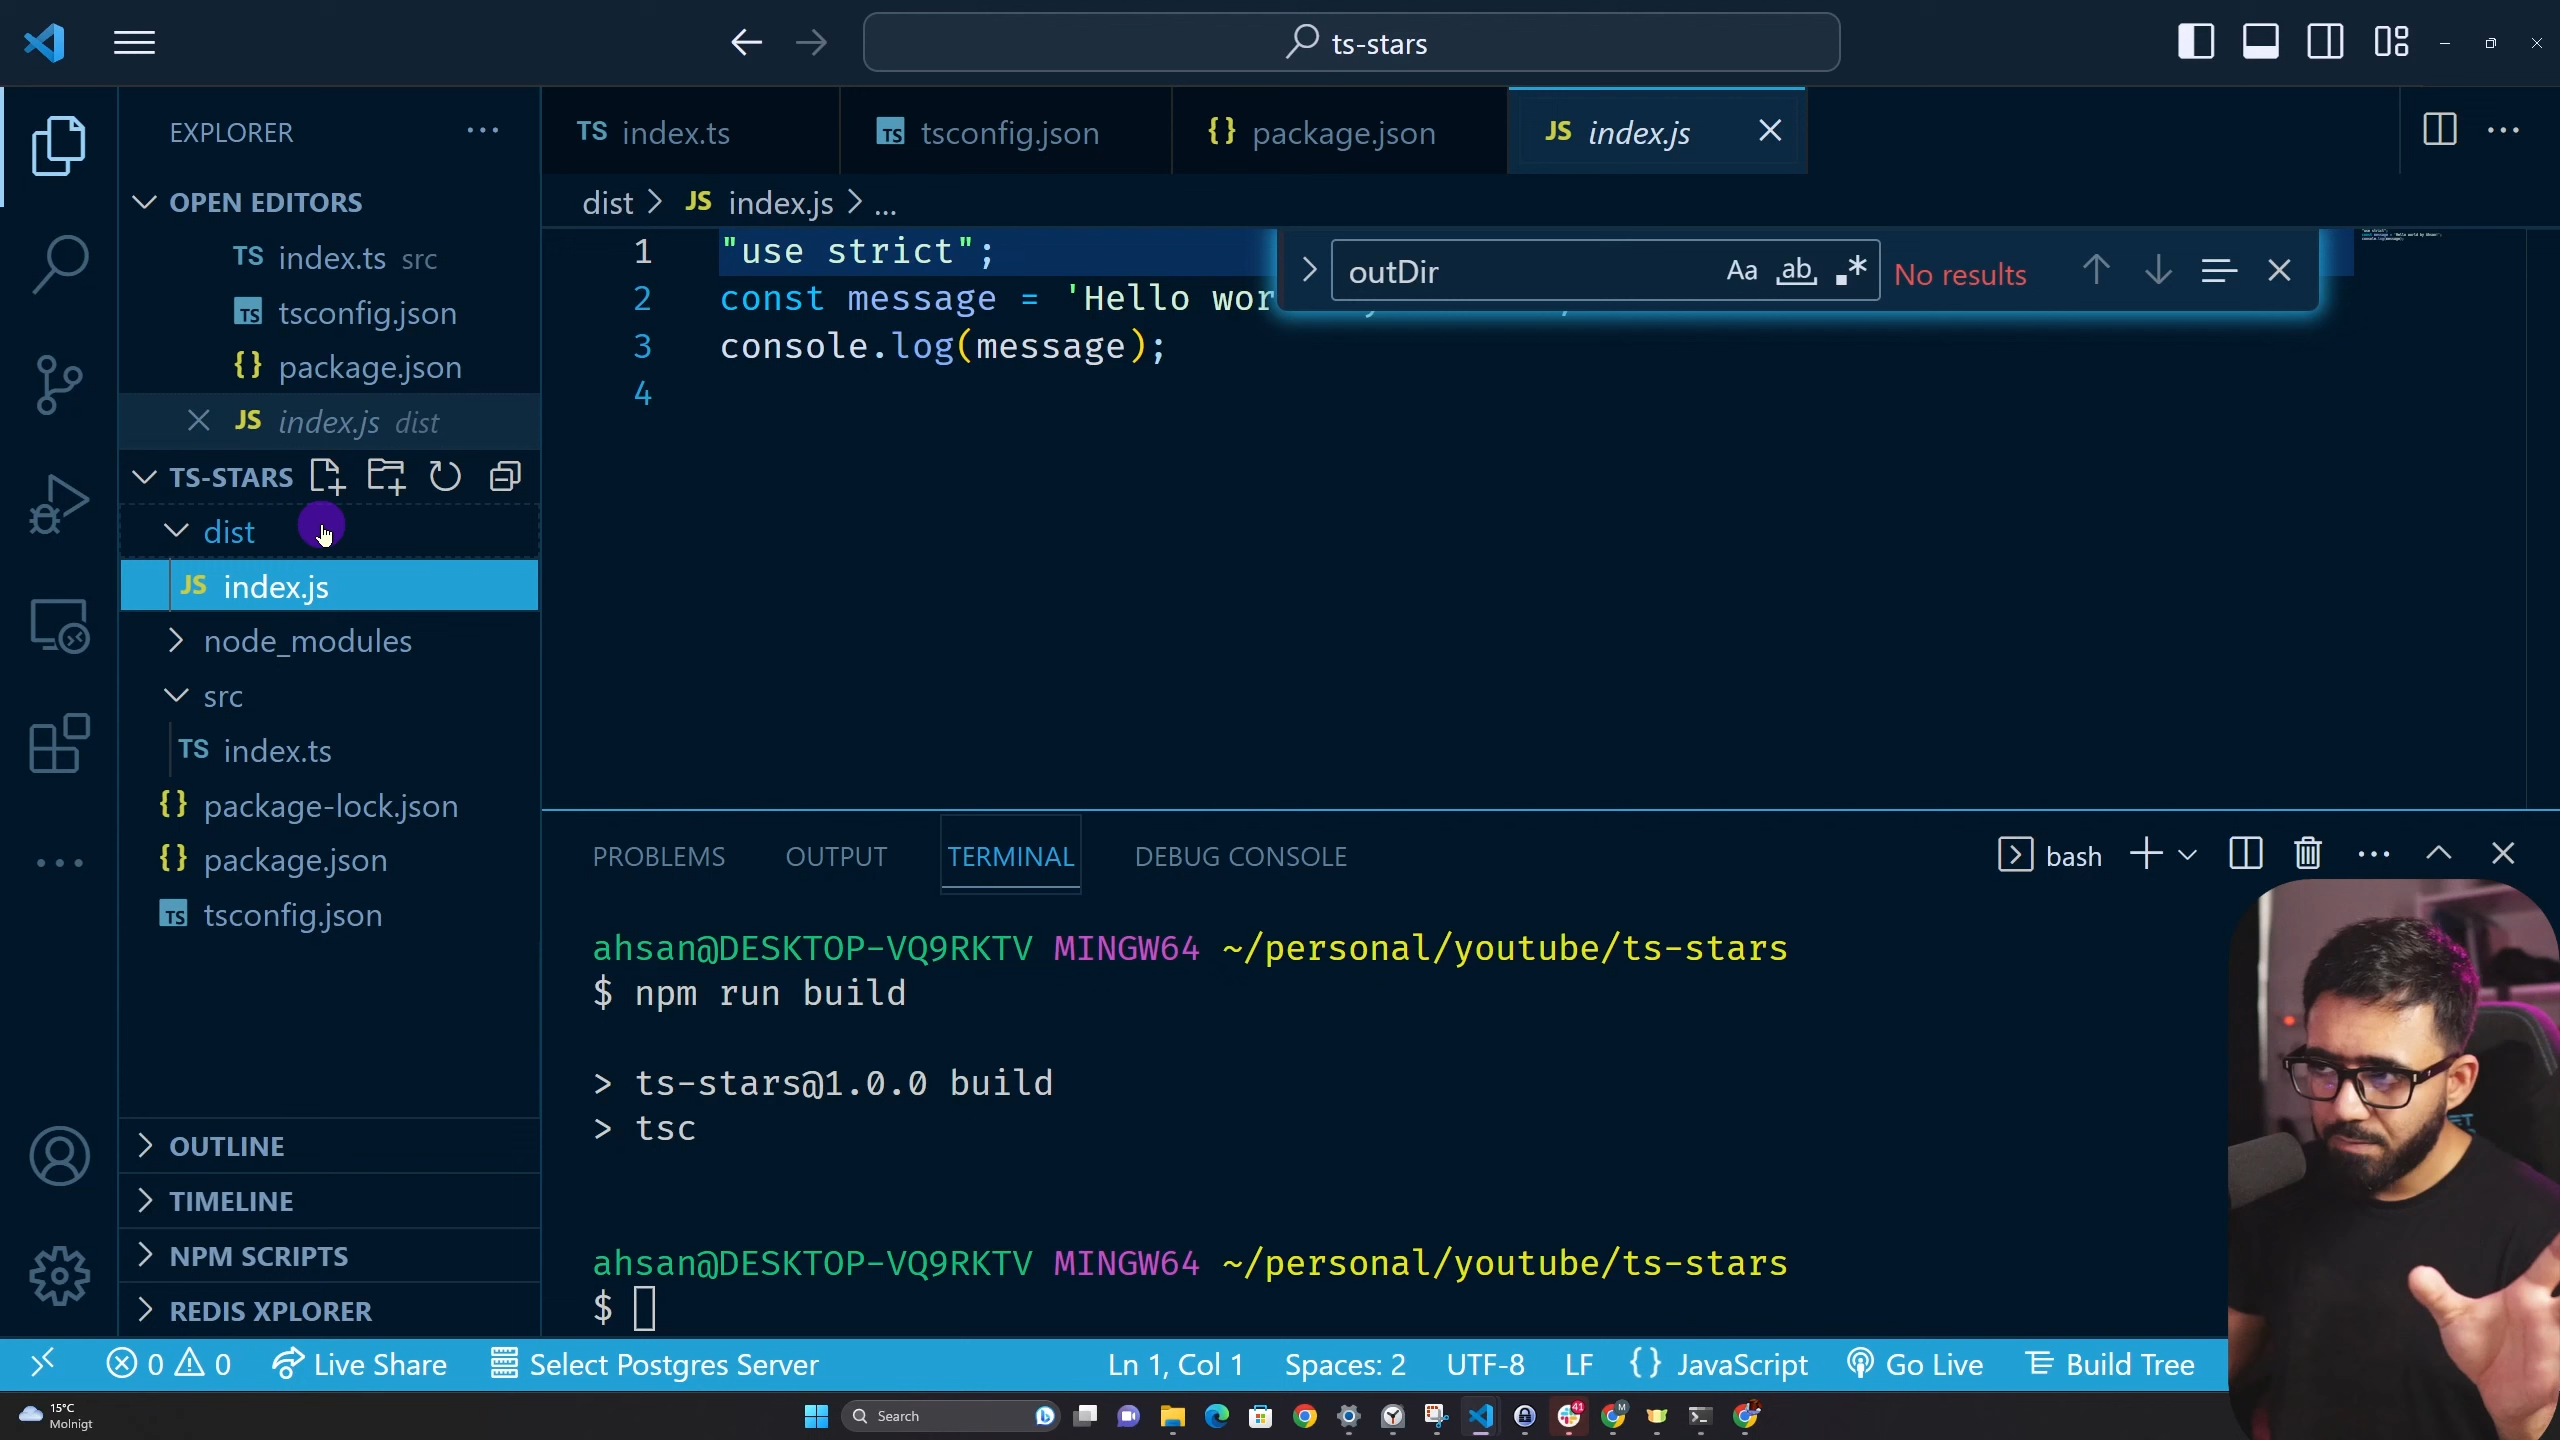 ts-stars
EXPLORER
OPEN EDITORS
TS index.ts src
TS tsconfig.json
{} package.json
JS index.js dist
TS-STARS
dist
JS index.js
node_modules
src
TS index.ts
{} package-lock.json
{} package.json
TS tsconfig.json
OUTLINE
TIMELINE
NPM SCRIPTS
REDIS XPLORER
TS index.ts
TS tsconfig.json
{} package.json
JS index.js
dist > JS index.js > ...
outDir
Aa
ab
No results
1 "use strict";
2 const message = 'Hello wor
3 console.log(message);
4
PROBLEMS OUTPUT TERMINAL DEBUG CONSOLE
bash
ahsan@DESKTOP-VQ9RKTV MINGW64 ~/personal/youtube/ts-stars
$ npm run build
> ts-stars@1.0.0 build
> tsc
ahsan@DESKTOP-VQ9RKTV MINGW64 ~/personal/youtube/ts-stars
$
0 0 Live Share Select Postgres Server Ln 1, Col 1 Spaces: 2 UTF-8 LF {} JavaScript Go Live Build Tree
15°C
Molnigt
Search
41
M